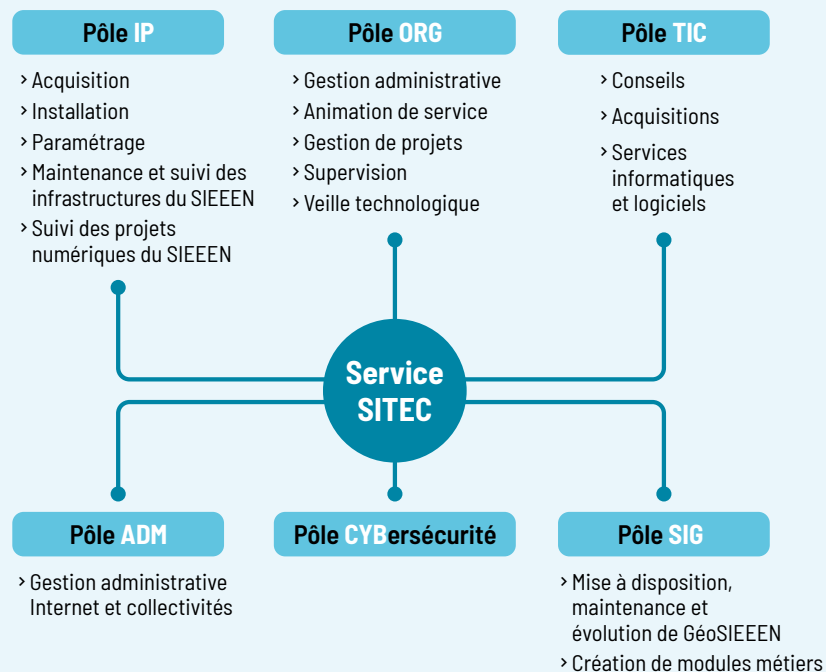 Pôle IP
› Acquisition
› Installation
› Paramétrage
› Maintenance et suivi des
infrastructures du SIEEEN
› Suivi des projets
numériques du SIEEEN
Pôle ORG
› Gestion administrative
› Animation de service
› Gestion de projets
› Supervision
› Veille technologique
Pôle TIC
› Conseils
› Acquisitions
› Services
informatiques
et logiciels
Service
SITEC
Pôle ADM
› Gestion administrative
Internet et collectivités
Pôle CYBersécurité
Pôle SIG
› Mise à disposition,
maintenance et
évolution de GéoSIEEEN
› Création de modules métiers